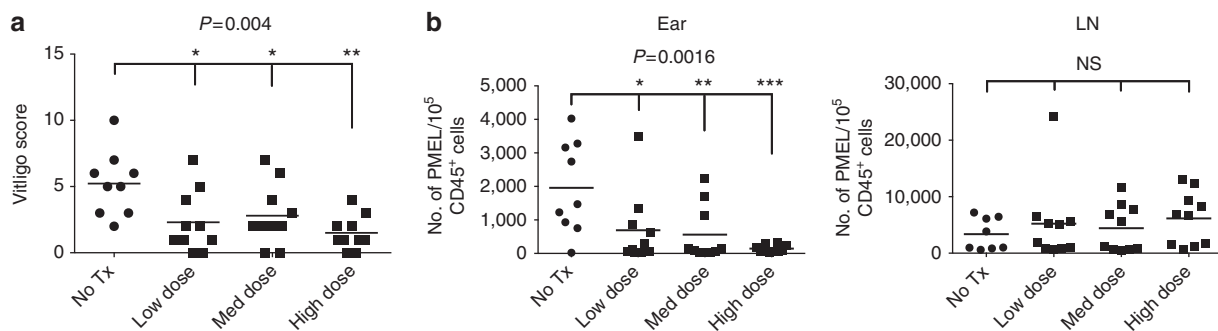 a
P=0.004
* * **
15
10
5
0
Vitligo score
No Tx
Low dose
Med dose
High dose
b
Ear
P=0.0016
* ** ***
5,000
4,000
3,000
2,000
1,000
0
No. of PMEL/10⁵
CD45⁺ cells
No Tx
Low dose
Med dose
High dose
LN
NS
30,000
20,000
10,000
0
No. of PMEL/10⁵
CD45⁺ cells
No Tx
Low dose
Med dose
High dose